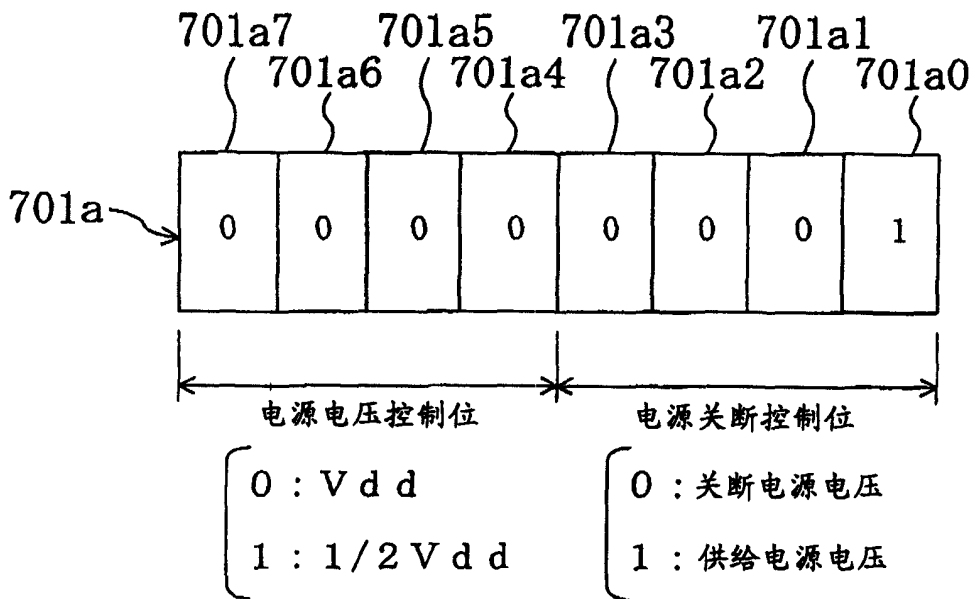 701a7 701a5 701a3 701a1
701a6 701a4 701a2 701a0
701a 0 0 0 0 0 0 0 1
电源电压控制位 电源关断控制位
0 : Vdd 0 : 关断电源电压
1 : 1/2Vdd 1 : 供给电源电压